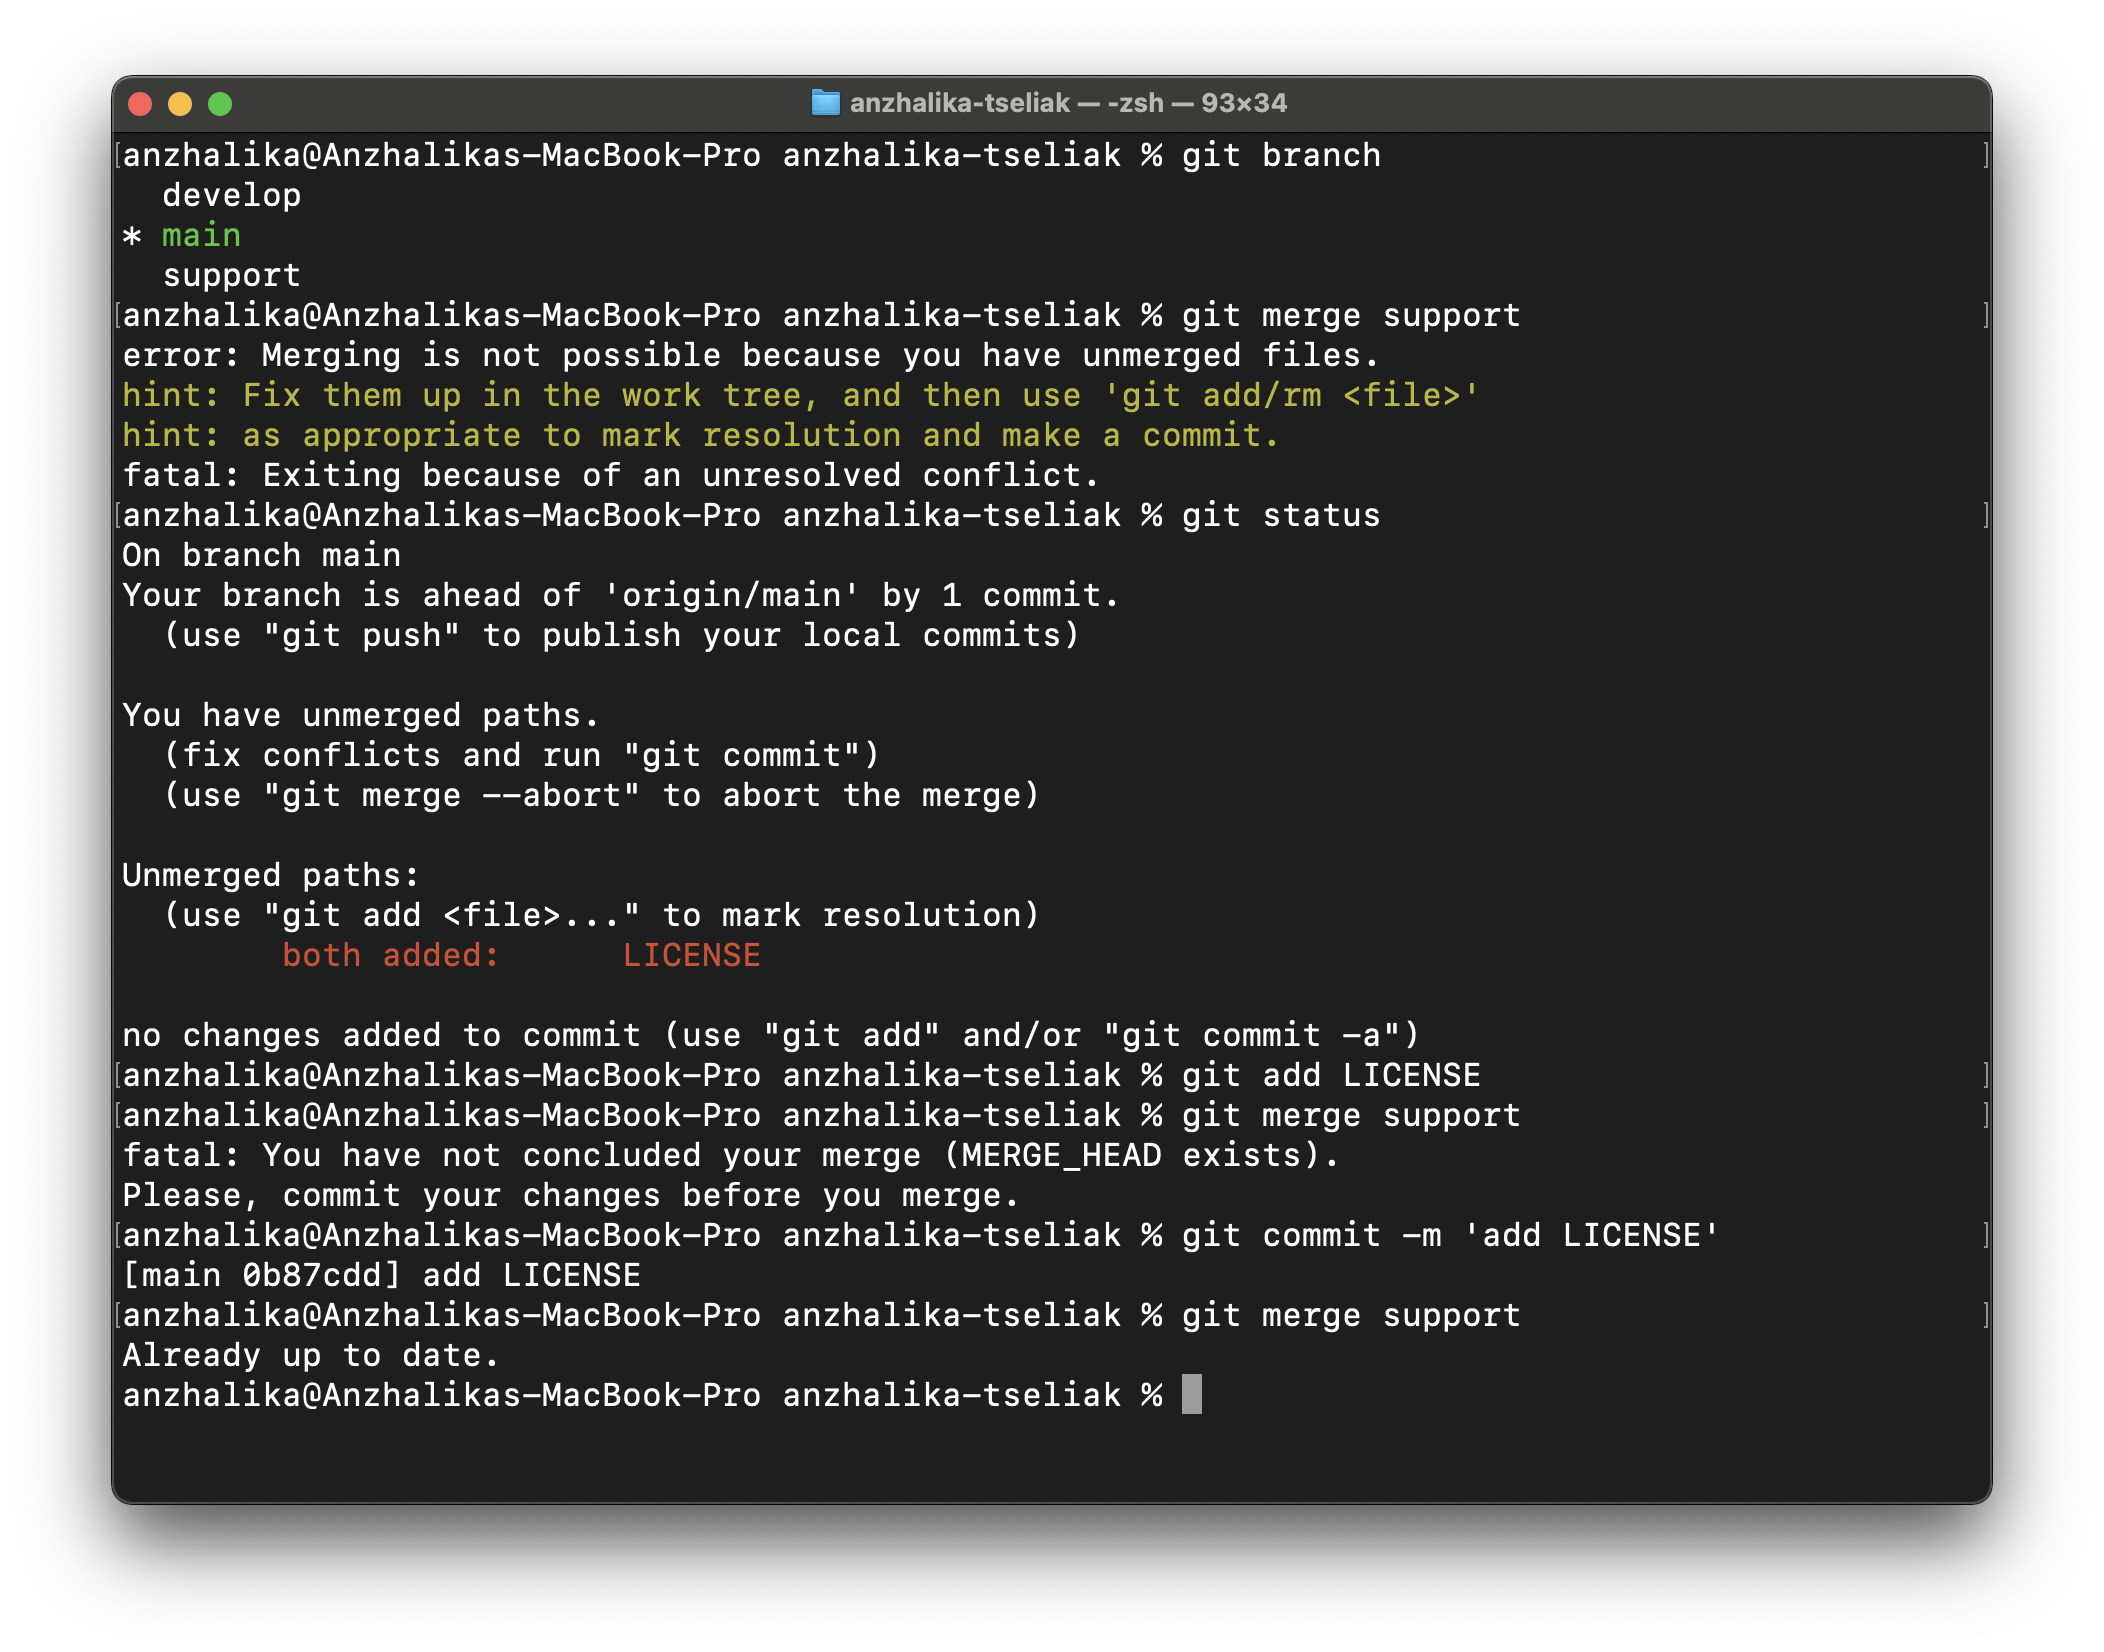 anzhalika-tseliak — -zsh — 93×34
[anzhalika@Anzhalikas-MacBook-Pro anzhalika-tseliak % git branch ]
  develop
* main
  support
[anzhalika@Anzhalikas-MacBook-Pro anzhalika-tseliak % git merge support ]
error: Merging is not possible because you have unmerged files.
hint: Fix them up in the work tree, and then use 'git add/rm <file>'
hint: as appropriate to mark resolution and make a commit.
fatal: Exiting because of an unresolved conflict.
[anzhalika@Anzhalikas-MacBook-Pro anzhalika-tseliak % git status ]
On branch main
Your branch is ahead of 'origin/main' by 1 commit.
  (use "git push" to publish your local commits)

You have unmerged paths.
  (fix conflicts and run "git commit")
  (use "git merge --abort" to abort the merge)

Unmerged paths:
  (use "git add <file>..." to mark resolution)
        both added:      LICENSE

no changes added to commit (use "git add" and/or "git commit -a")
[anzhalika@Anzhalikas-MacBook-Pro anzhalika-tseliak % git add LICENSE ]
[anzhalika@Anzhalikas-MacBook-Pro anzhalika-tseliak % git merge support ]
fatal: You have not concluded your merge (MERGE_HEAD exists).
Please, commit your changes before you merge.
[anzhalika@Anzhalikas-MacBook-Pro anzhalika-tseliak % git commit -m 'add LICENSE' ]
[main 0b87cdd] add LICENSE
[anzhalika@Anzhalikas-MacBook-Pro anzhalika-tseliak % git merge support ]
Already up to date.
anzhalika@Anzhalikas-MacBook-Pro anzhalika-tseliak %